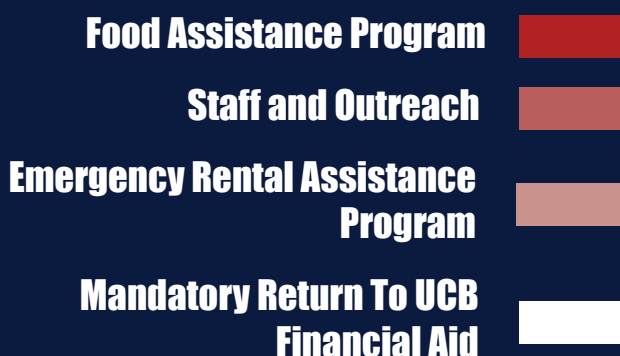 Food Assistance Program
Staff and Outreach
Emergency Rental Assistance
Program
Mandatory Return To UCB
Financial Aid